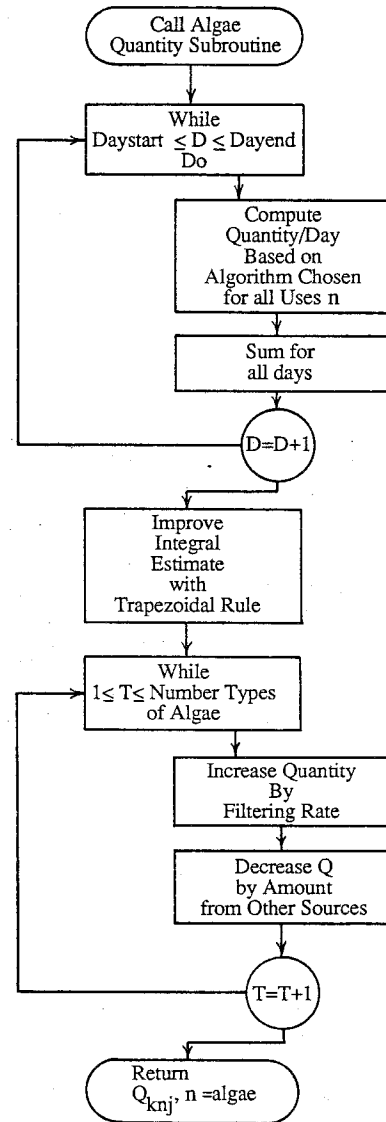 Call Algae
Quantity Subroutine
While
Daystart ≤ D ≤ Dayend
Do
Compute
Quantity/Day
Based on
Algorithm Chosen
for all Uses n
Sum for
all days
D=D+1
Improve
Integral
Estimate
with
Trapezoidal Rule
While
1≤ T≤ Number Types
of Algae
Increase Quantity
By
Filtering Rate
Decrease Q
by Amount
from Other Sources
T=T+1
Return
Q_knj, n =algae